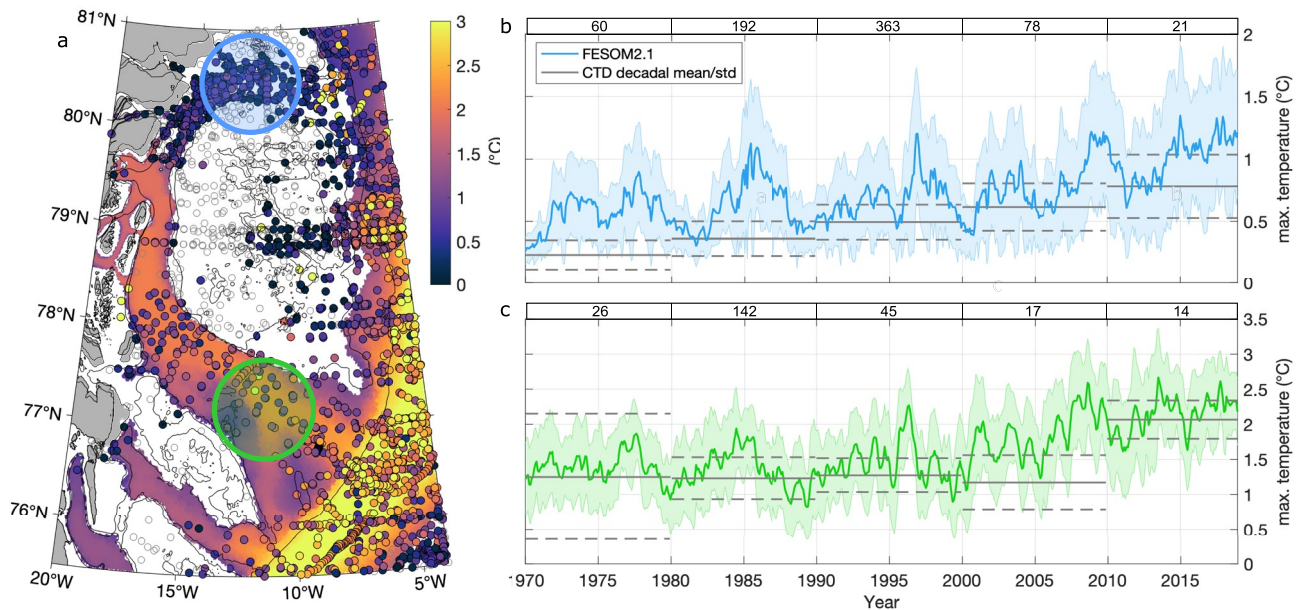 a
81°N
80°N
79°N
78°N
77°N
76°N
20°W
15°W
10°W
5°W
3
2.5
2
1.5
1
0.5
0
(°C)
b
60 192 363 78 21
FESOM2.1
CTD decadal mean/std
2
1.5
1
0.5
0
max. temperature (°C)
a
b
c
c
26 142 45 17 14
3.5
3
2.5
2
1.5
1
0.5
0
max. temperature (°C)
1970 1975 1980 1985 1990 1995 2000 2005 2010 2015
Year